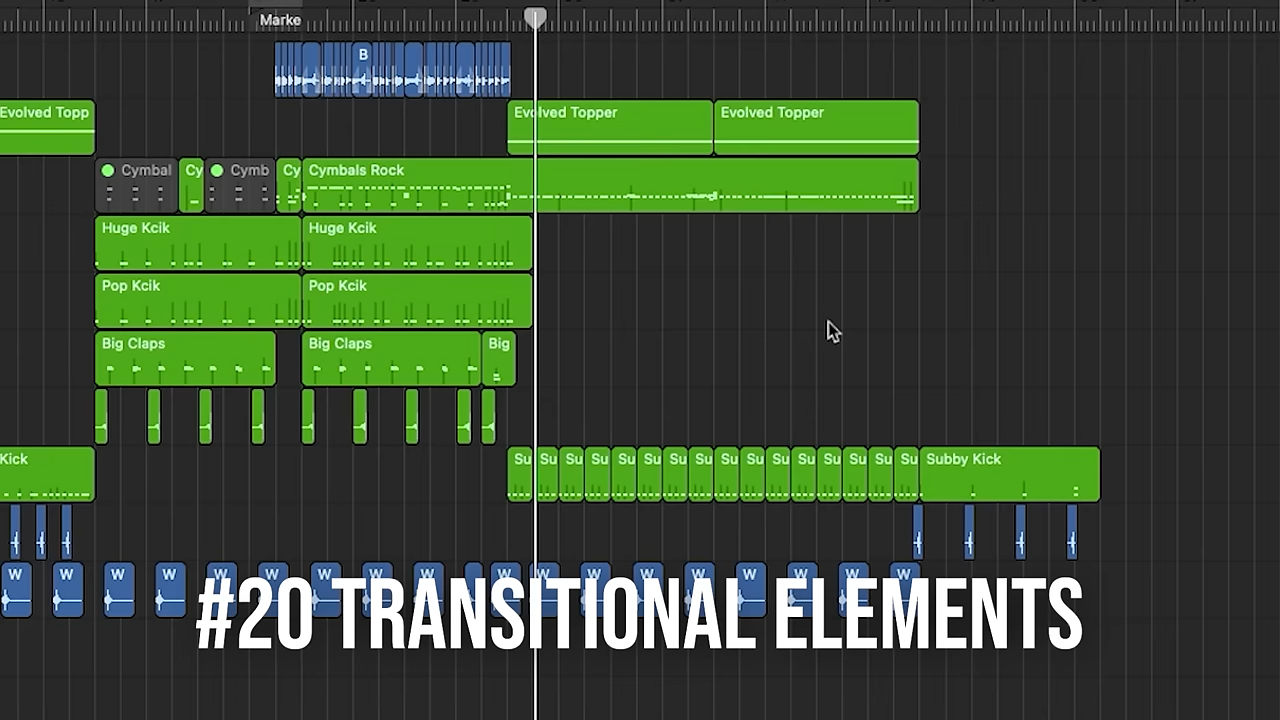 Marke
B
Evolved Topp Evolved Topper Evolved Topper
Cymbal Cy Cymb Cy Cymbals Rock
Huge Kcik Huge Kcik
Pop Kcik Pop Kcik
Big Claps Big Claps Big
Kick Su Su Su Su Su Su Su Su Su Su Su Su Su Su Su Su Subby Kick
W W W W W W W W W W W W W W W W W W
#20 TRANSITIONAL ELEMENTS